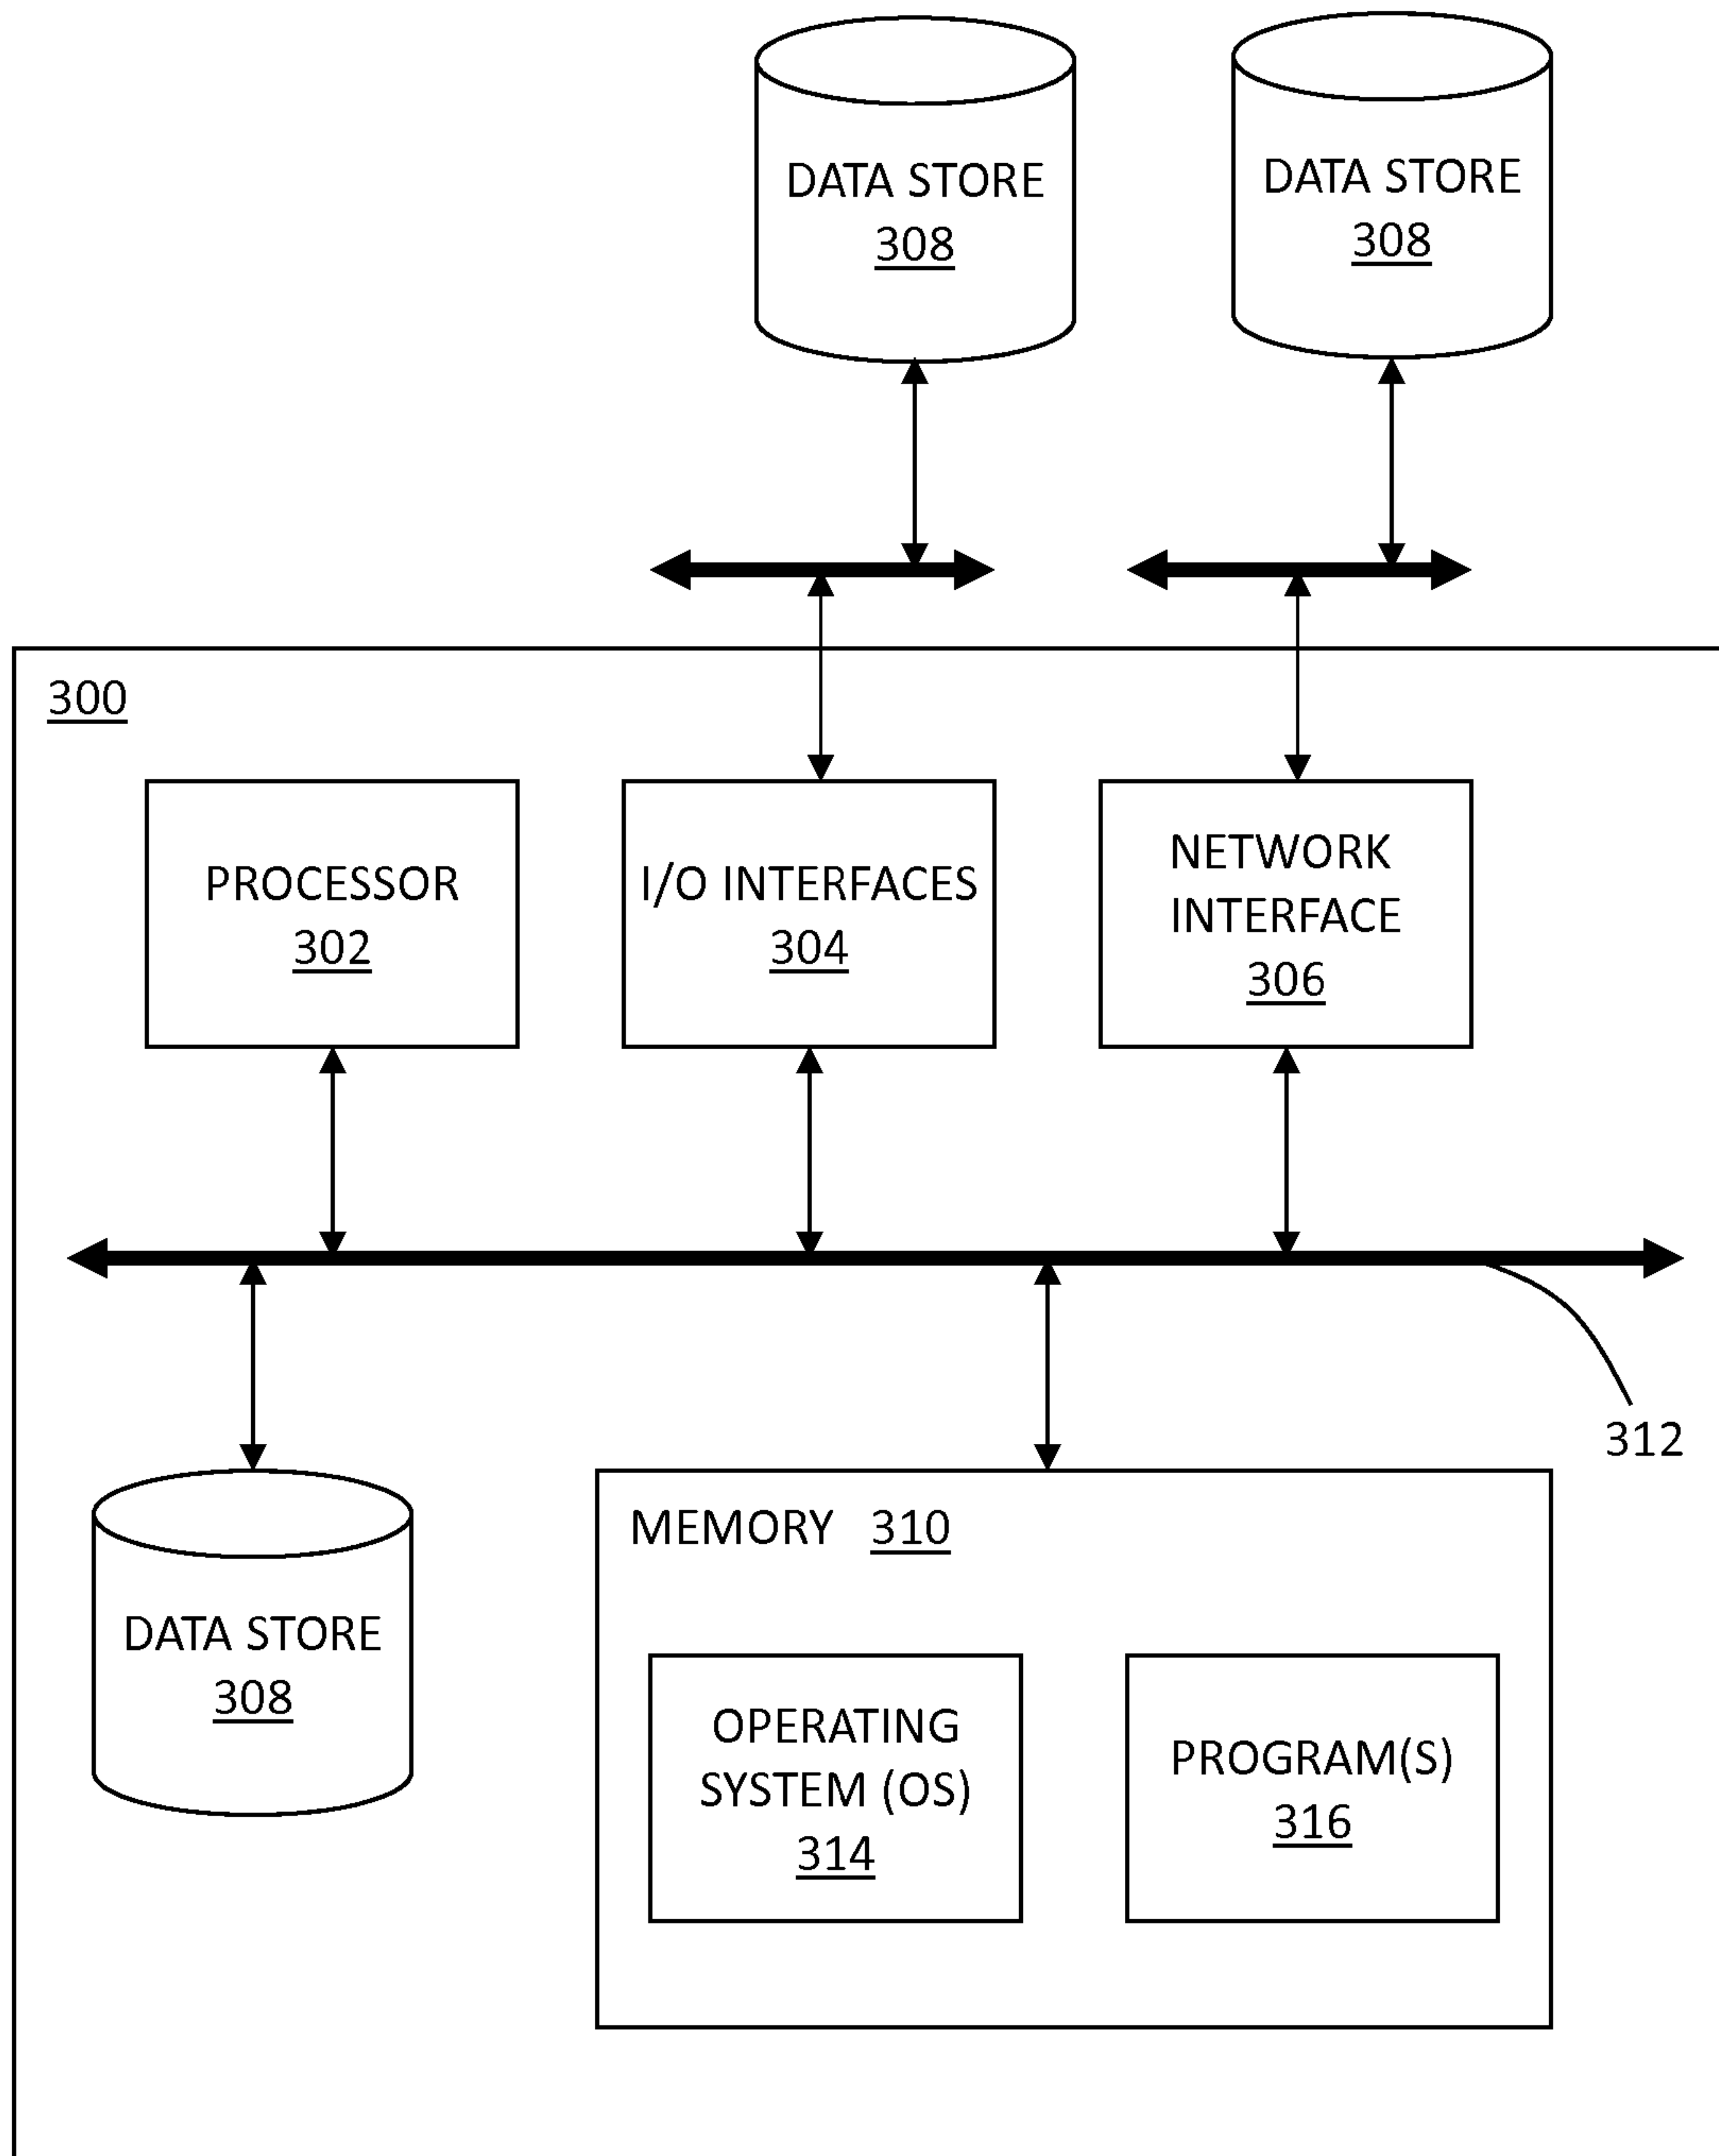 DATA STORE
308
DATA STORE
308
300
PROCESSOR
302
I/O INTERFACES
304
NETWORK
INTERFACE
306
312
DATA STORE
308
MEMORY 310
OPERATING
SYSTEM (OS)
314
PROGRAM(S)
316